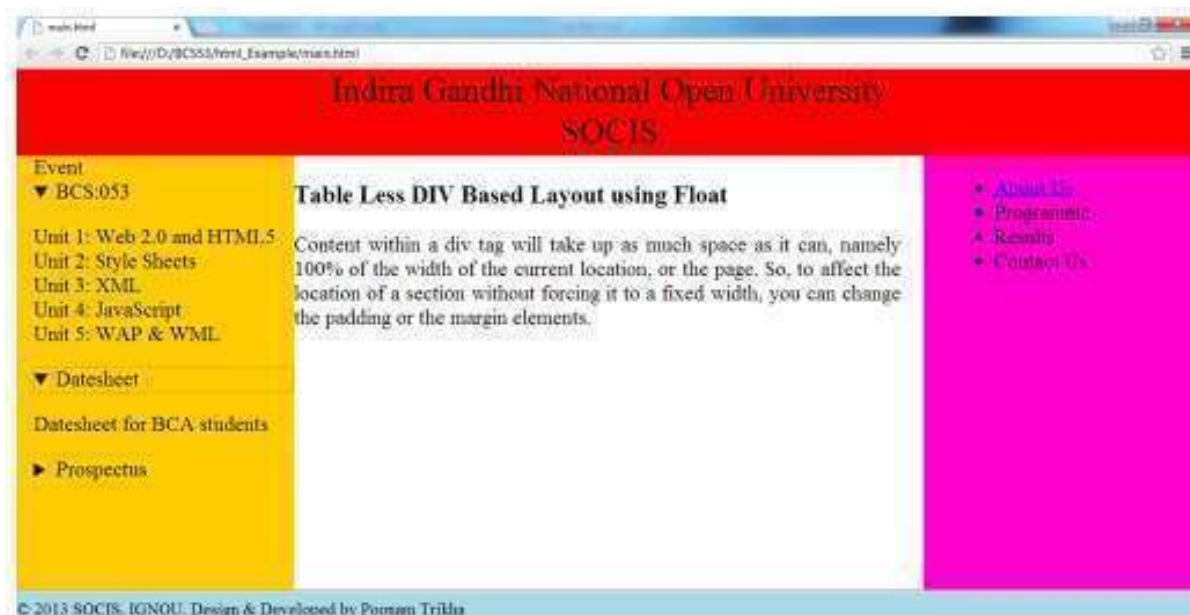 main.html
file:///D:/BCS53/html_Example/main.html
Indira Gandhi National Open University
SOCIS
Event
▼ BCS:053
Unit 1: Web 2.0 and HTML5
Unit 2: Style Sheets
Unit 3: XML
Unit 4: JavaScript
Unit 5: WAP & WML
▼ Datesheet
Datesheet for BCA students
► Prospectus
Table Less DIV Based Layout using Float
Content within a div tag will take up as much space as it can, namely
100% of the width of the current location, or the page. So, to affect the
location of a section without forcing it to a fixed width, you can change
the padding or the margin elements.
• About Us
• Programme
• Results
• Contact Us
© 2013 SOCIS, IGNOU. Design & Developed by Poonam Trikha